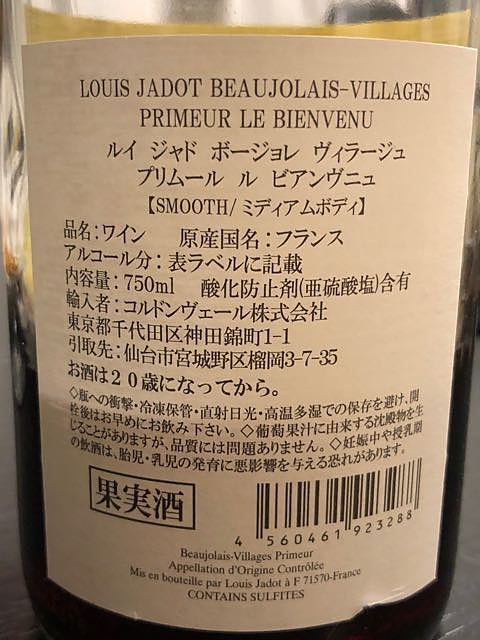 LOUIS JADOT BEAUJOLAIS-VILLAGES
PRIMEUR LE BIENVENU
ルイ ジャド ボージョレ ヴィラージュ
プリムール ル ビアンヴニュ
【SMOOTH/ミディアムボディ】
品名:ワイン 原産国名:フランス
アルコール分:表ラベルに記載
内容量:750ml 酸化防止剤(亜硫酸塩)含有
輸入者:コルドンヴェール株式会社
東京都千代田区神田錦町1-1
引取先:仙台市宮城野区榴岡3-7-35
お酒は20歳になってから。
◇瓶への衝撃・冷凍保管・直射日光・高温多湿での保存を避け、開
栓後はお早めにお飲み下さい。◇葡萄果汁に由来する沈殿物を生
じることがありますが、品質には問題ありません。◇妊娠中や授乳期
の飲酒は、胎児・乳児の発育に悪影響を与える恐れがあります。
果実酒
4 560461 923288
Beaujolais-Villages Primeur
Appellation d'Origine Contrôlée
Mis en bouteille par Louis Jadot à F 71570-France
CONTAINS SULFITES